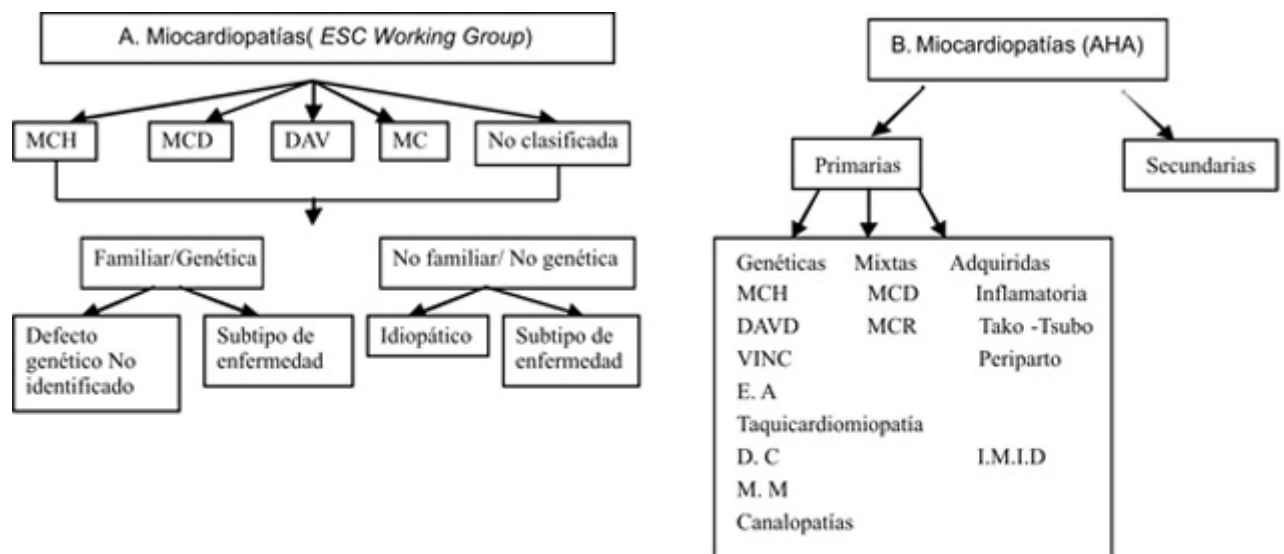 A. Miocardiopatías( ESC Working Group)
MCH
MCD
DAV
MC
No clasificada
Familiar/Genética
No familiar/ No genética
Defecto
genético No
identificado
Subtipo de
enfermedad
Idiopático
Subtipo de
enfermedad
B. Miocardiopatías (AHA)
Primarias
Secundarias
Genéticas Mixtas Adquiridas
MCH MCD Inflamatoria
DAVD MCR Tako -Tsubo
VINC Periparto
E. A
Taquicardiomiopatía
D. C I.M.I.D
M. M
Canalopatías